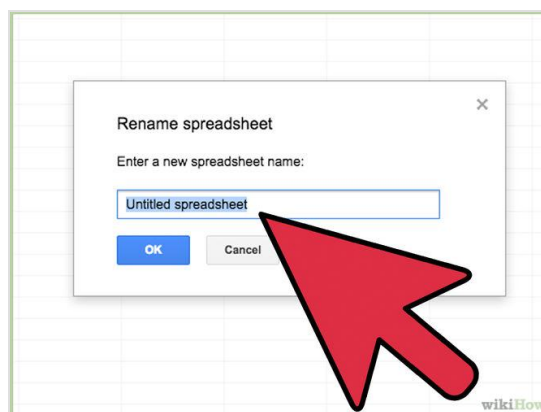 Rename spreadsheet
Enter a new spreadsheet name:
Untitled spreadsheet
OK
Cancel
wikiHow